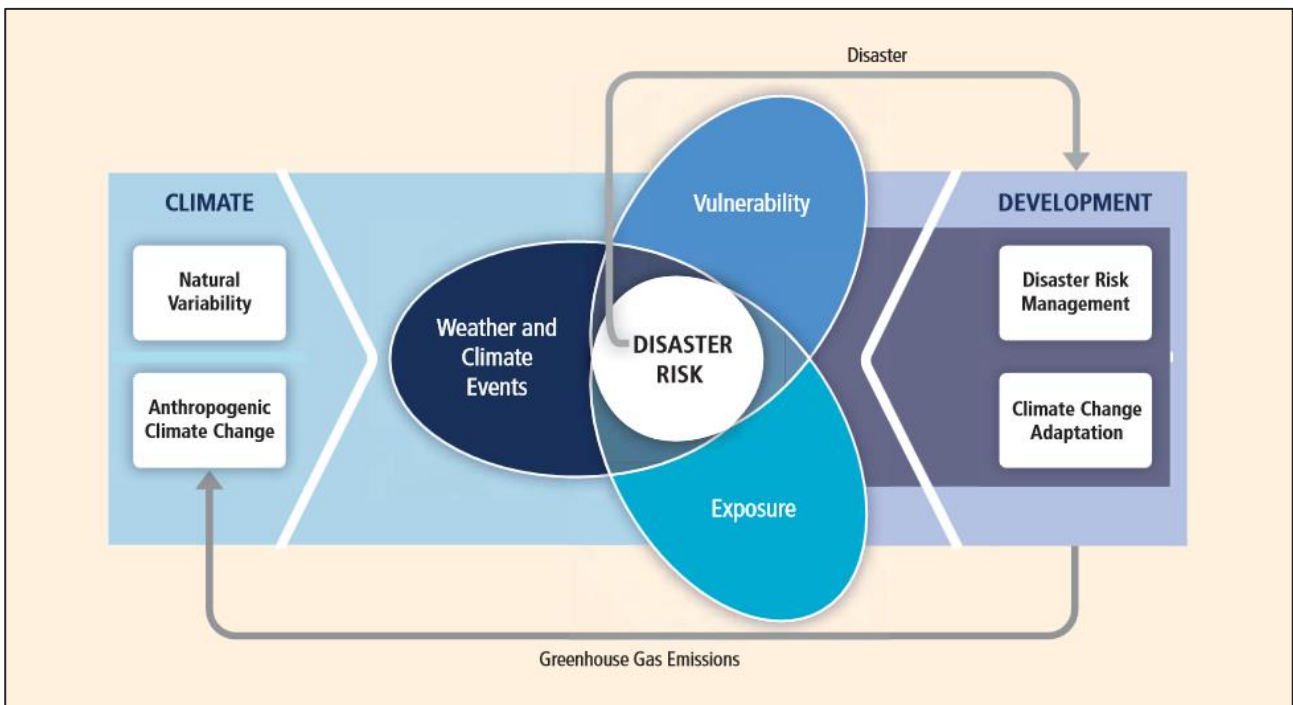 Disaster
CLIMATE
Natural
Variability
Anthropogenic
Climate Change
Vulnerability
Weather and
Climate
Events
DISASTER
RISK
Exposure
DEVELOPMENT
Disaster Risk
Management
Climate Change
Adaptation
Greenhouse Gas Emissions